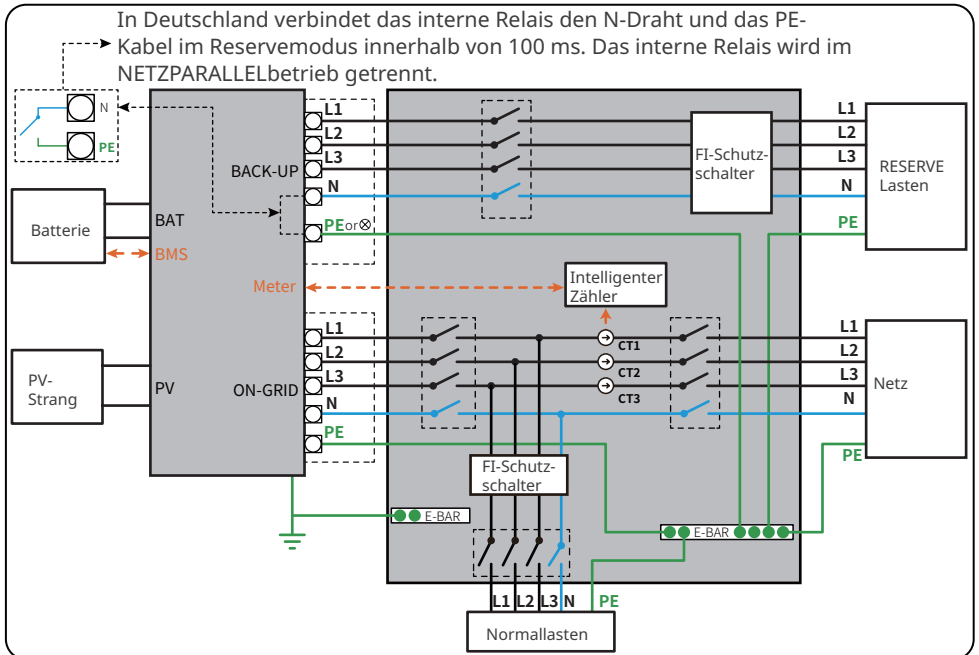 In Deutschland verbindet das interne Relais den N-Draht und das PE-
Kabel im Reservemodus innerhalb von 100 ms. Das interne Relais wird im
NETZPARALLELbetrieb getrennt.
N
PE
Batterie
BAT
BMS
PV-
Strang
PV
BACK-UP
L1
L2
L3
N
PEor⊗
Meter
ON-GRID
L1
L2
L3
N
PE
FI-Schutz-
schalter
L1
L2
L3
N
PE
RESERVE
Lasten
Intelligenter
Zähler
CT1
CT2
CT3
L1
L2
L3
N
PE
Netz
FI-Schutz-
schalter
E-BAR
E-BAR
L1 L2 L3 N PE
Normallasten